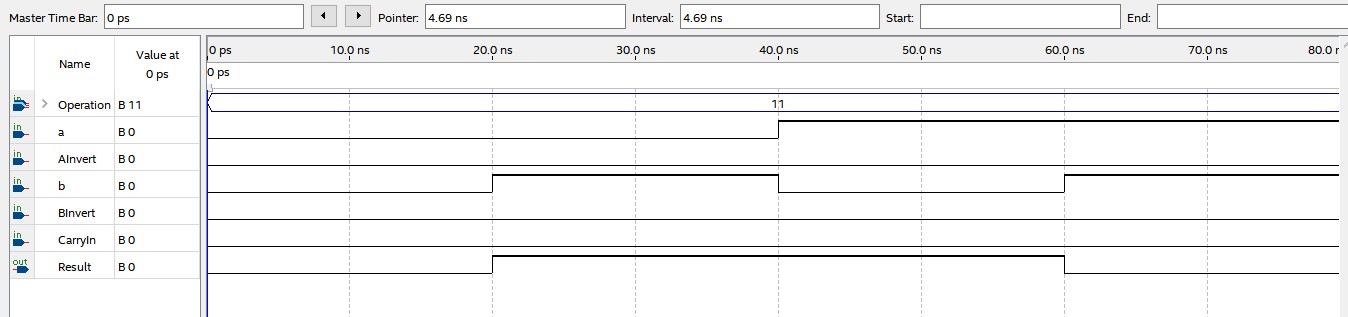 Master Time Bar: 0 ps Pointer: 4.69 ns Interval: 4.69 ns Start: End:
Name Value at 0 ps
0 ps 10.0 ns 20.0 ns 30.0 ns 40.0 ns 50.0 ns 60.0 ns 70.0 ns 80.0 n
0 ps
in > Operation B 11 11
in a B 0
in AInvert B 0
in b B 0
in BInvert B 0
in CarryIn B 0
out Result B 0